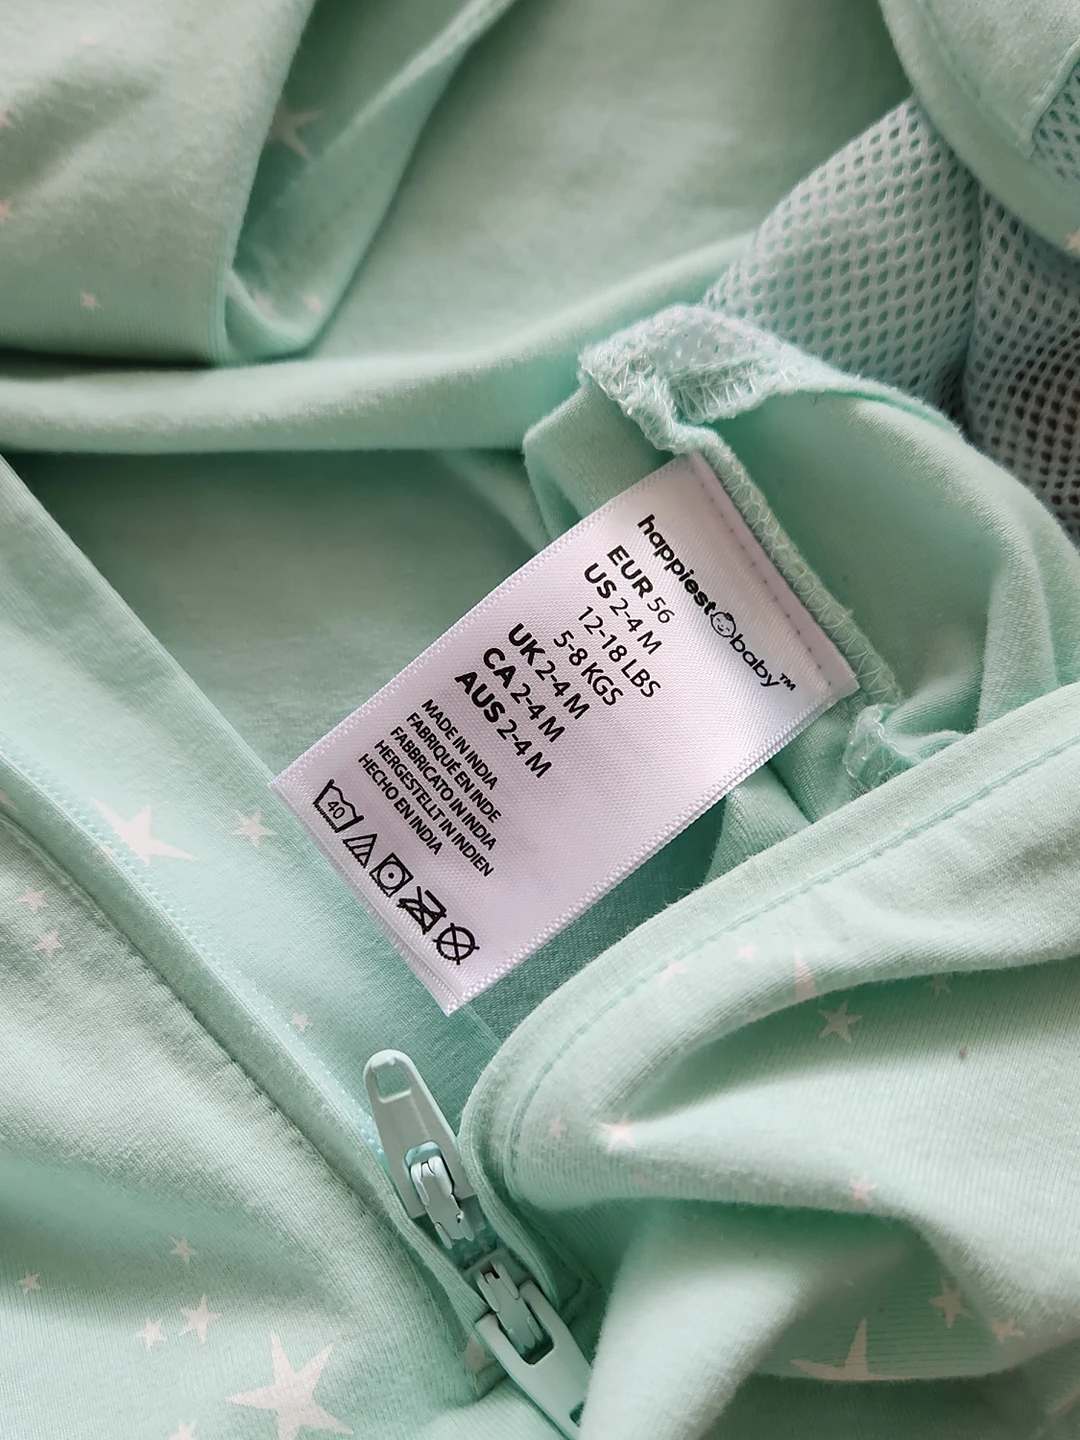 happiest baby™
EUR 56
US 2-4 M
12-18 LBS
5-8 KGS
UK 2-4 M
CA 2-4 M
AUS 2-4 M
MADE IN INDIA
FABRIQUÉ EN INDE
FABBRICATO IN INDIA
HERGESTELLT IN INDIEN
HECHO EN INDIA
40